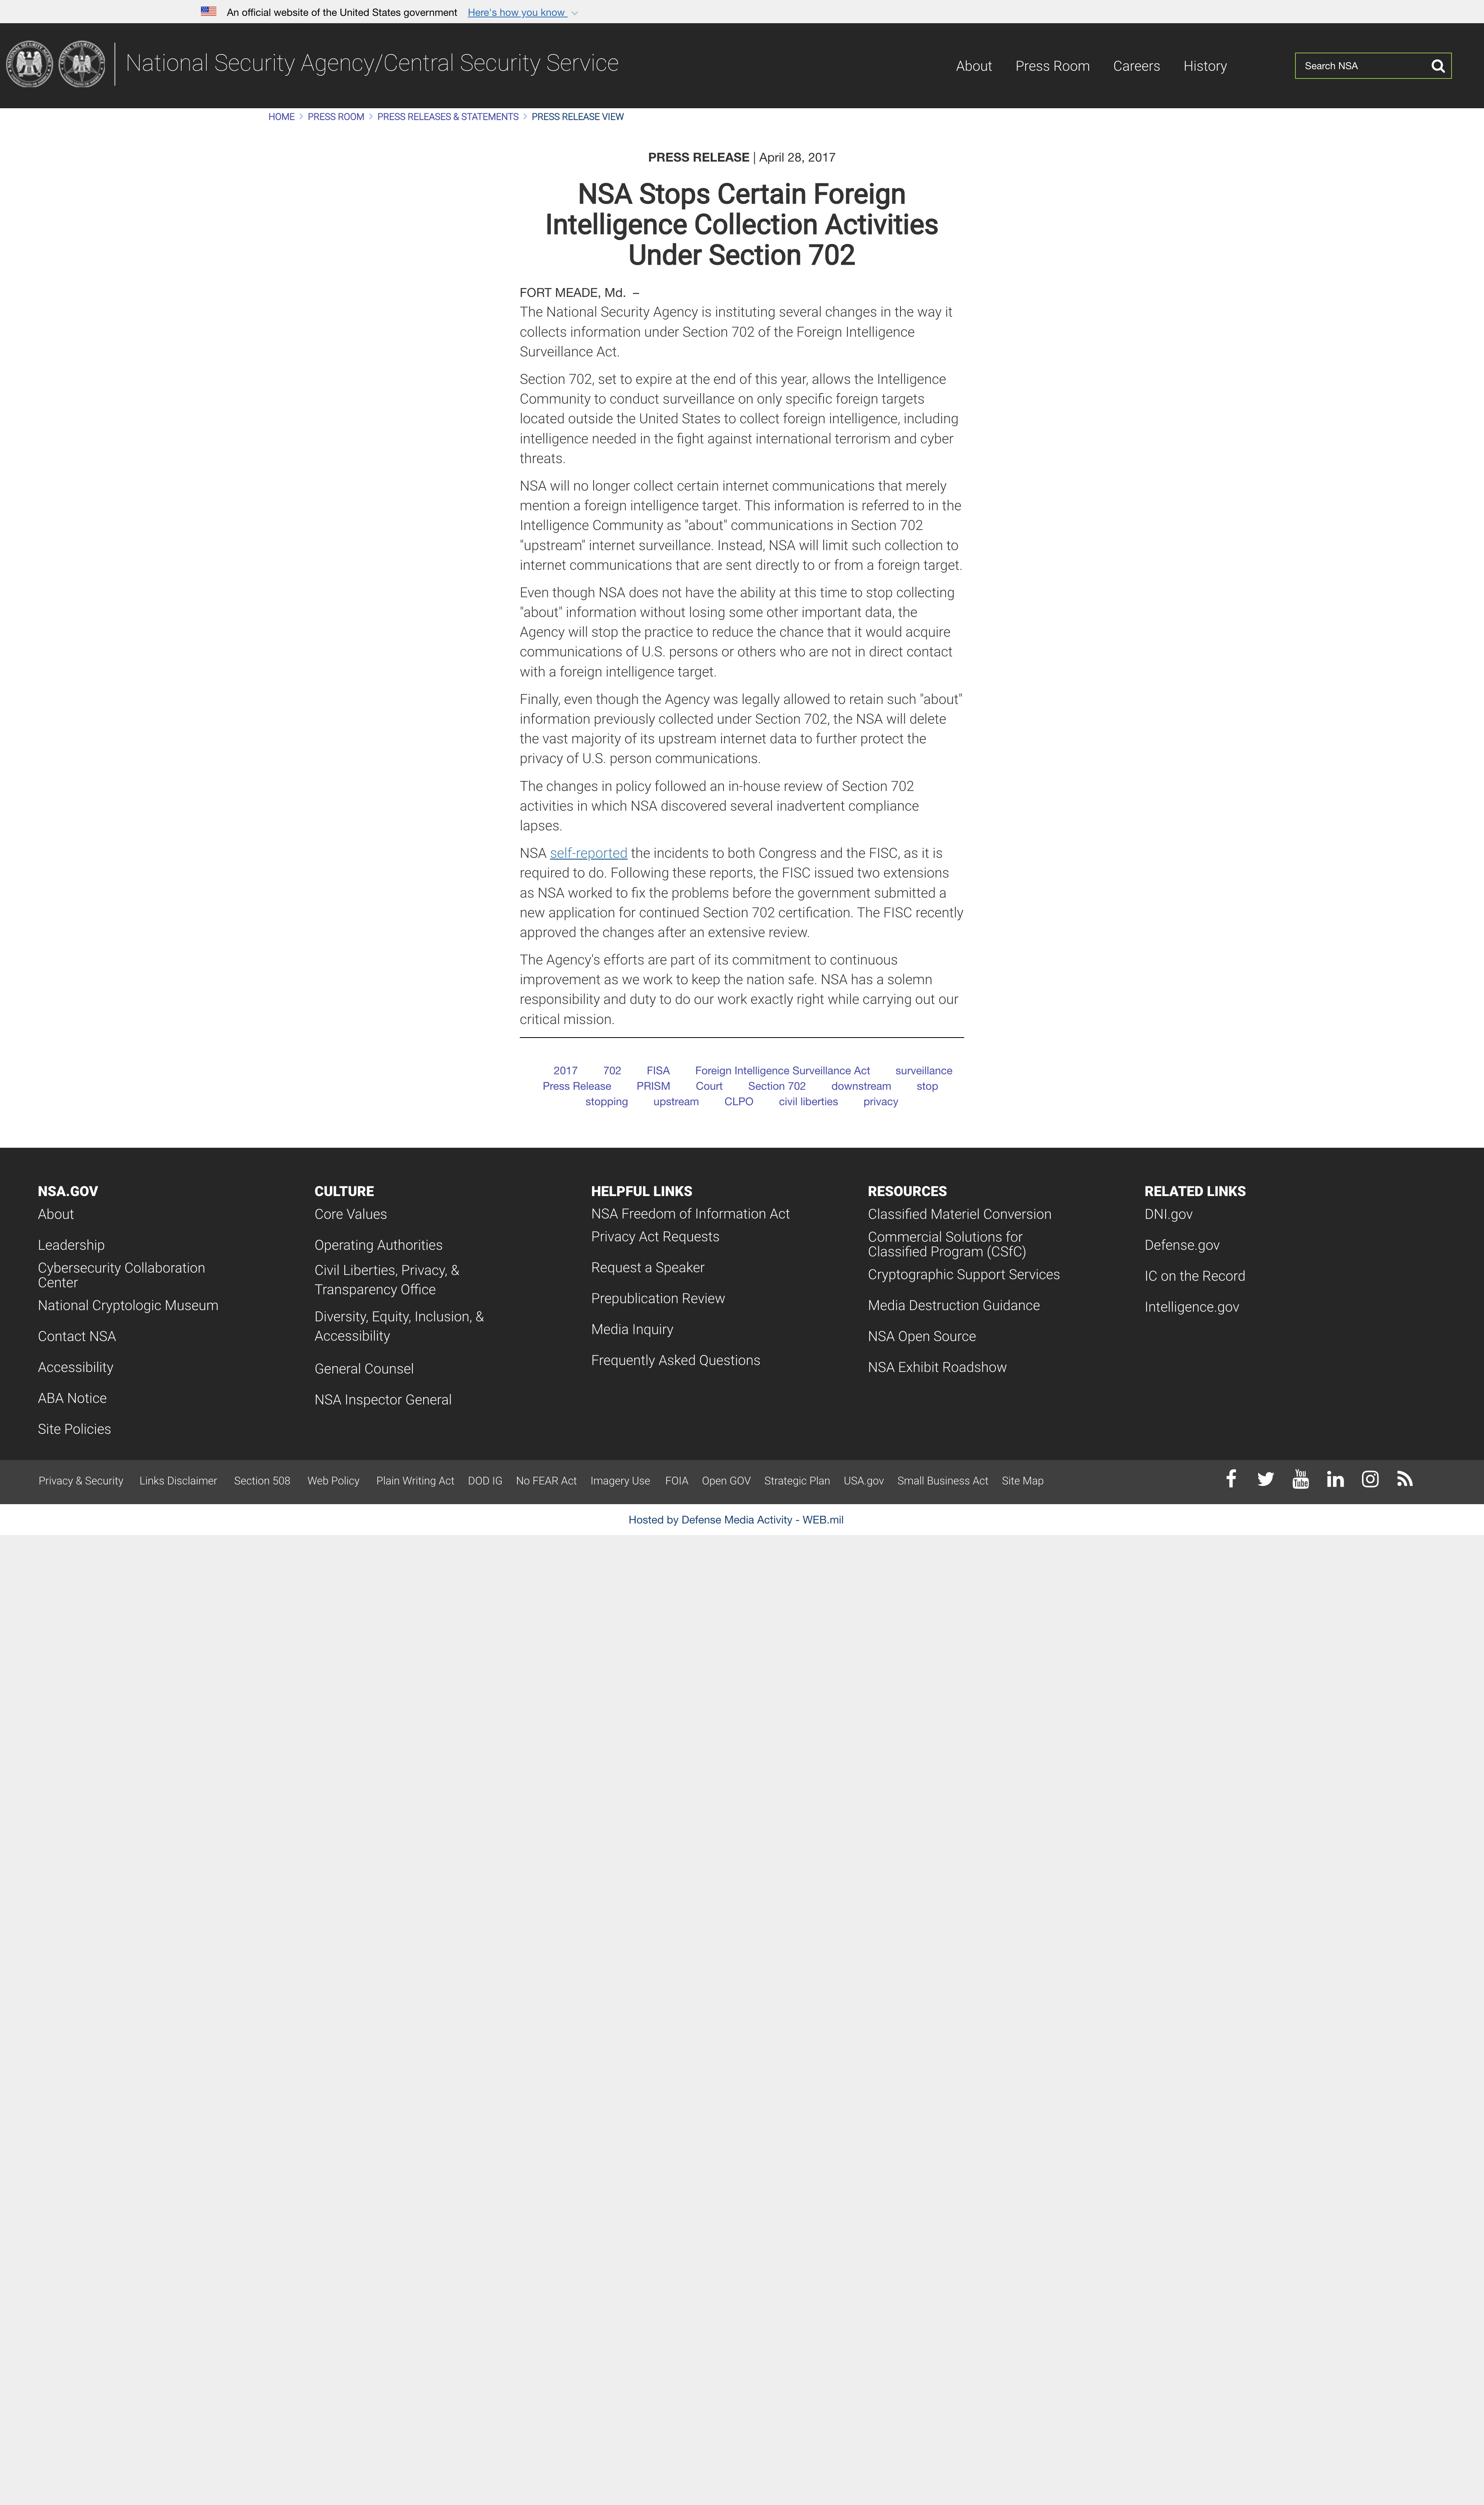 An official website of the United States government Here's how you know
National Security Agency/Central Security Service
About Press Room Careers History
Search NSA
HOME PRESS ROOM PRESS RELEASES & STATEMENTS PRESS RELEASE VIEW
PRESS RELEASE | April 28, 2017
NSA Stops Certain Foreign
Intelligence Collection Activities
Under Section 702
FORT MEADE, Md. –
The National Security Agency is instituting several changes in the way it
collects information under Section 702 of the Foreign Intelligence
Surveillance Act.
Section 702, set to expire at the end of this year, allows the Intelligence
Community to conduct surveillance on only specific foreign targets
located outside the United States to collect foreign intelligence, including
intelligence needed in the fight against international terrorism and cyber
threats.
NSA will no longer collect certain internet communications that merely
mention a foreign intelligence target. This information is referred to in the
Intelligence Community as "about" communications in Section 702
"upstream" internet surveillance. Instead, NSA will limit such collection to
internet communications that are sent directly to or from a foreign target.
Even though NSA does not have the ability at this time to stop collecting
"about" information without losing some other important data, the
Agency will stop the practice to reduce the chance that it would acquire
communications of U.S. persons or others who are not in direct contact
with a foreign intelligence target.
Finally, even though the Agency was legally allowed to retain such "about"
information previously collected under Section 702, the NSA will delete
the vast majority of its upstream internet data to further protect the
privacy of U.S. person communications.
The changes in policy followed an in-house review of Section 702
activities in which NSA discovered several inadvertent compliance
lapses.
NSA self-reported the incidents to both Congress and the FISC, as it is
required to do. Following these reports, the FISC issued two extensions
as NSA worked to fix the problems before the government submitted a
new application for continued Section 702 certification. The FISC recently
approved the changes after an extensive review.
The Agency's efforts are part of its commitment to continuous
improvement as we work to keep the nation safe. NSA has a solemn
responsibility and duty to do our work exactly right while carrying out our
critical mission.
2017 702 FISA Foreign Intelligence Surveillance Act surveillance
Press Release PRISM Court Section 702 downstream stop
stopping upstream CLPO civil liberties privacy
NSA.GOV
About
Leadership
Cybersecurity Collaboration
Center
National Cryptologic Museum
Contact NSA
Accessibility
ABA Notice
Site Policies
CULTURE
Core Values
Operating Authorities
Civil Liberties, Privacy, &
Transparency Office
Diversity, Equity, Inclusion, &
Accessibility
General Counsel
NSA Inspector General
HELPFUL LINKS
NSA Freedom of Information Act
Privacy Act Requests
Request a Speaker
Prepublication Review
Media Inquiry
Frequently Asked Questions
RESOURCES
Classified Materiel Conversion
Commercial Solutions for
Classified Program (CSfC)
Cryptographic Support Services
Media Destruction Guidance
NSA Open Source
NSA Exhibit Roadshow
RELATED LINKS
DNI.gov
Defense.gov
IC on the Record
Intelligence.gov
Privacy & Security Links Disclaimer Section 508 Web Policy Plain Writing Act DOD IG No FEAR Act Imagery Use FOIA Open GOV Strategic Plan USA.gov Small Business Act Site Map
You
Tube
Hosted by Defense Media Activity - WEB.mil